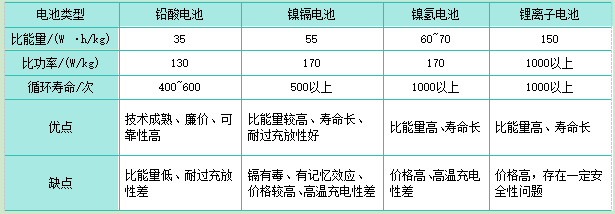 电池类型 铅酸电池 镍镉电池 镍氢电池 锂离子电池
比能量/(W ·h/kg) 35 55 60~70 150
比功率/(W/kg) 130 170 170 1000以上
循环寿命/次 400~600 500以上 1000以上 1000以上
优点
技术成熟、廉价、可
靠性高
比能量较高、寿命长、
耐过充放性好
比能量高、寿命长
比能量高、寿命长
缺点
比能量低、耐过充放
性差
镉有毒、有记忆效应、
价格较高、高温充电性差
价格高、高温充电
性差
价格高，存在一定
安全性问题